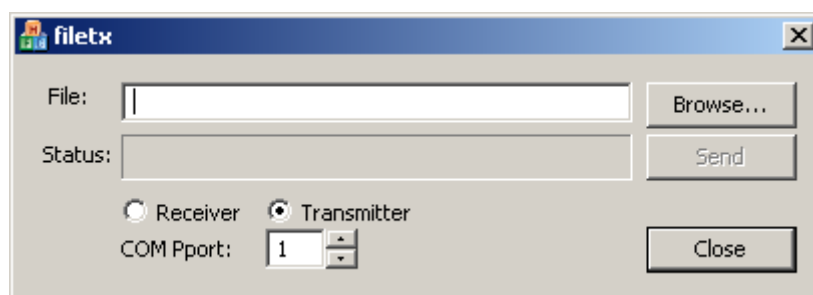 filetx
File: Browse...
Status: Send
Receiver Transmitter
COM Pport: 1 Close